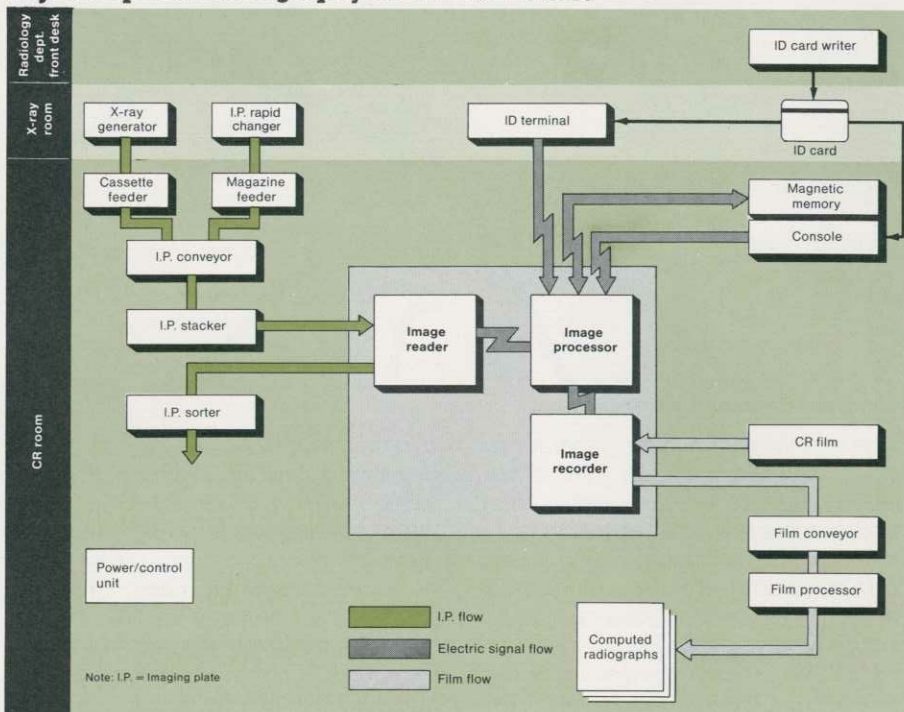 Radiology
dept.
front desk
ID card writer
X-ray
room
X-ray
generator
I.P. rapid
changer
ID terminal
ID card
CR room
Cassette
feeder
Magazine
feeder
Magnetic
memory
Console
I.P. conveyor
I.P. stacker
Image
reader
Image
processor
I.P. sorter
Image
recorder
CR film
Film conveyor
Film processor
Power/control
unit
I.P. flow
Electric signal flow
Film flow
Computed
radiographs
Note: I.P. = Imaging plate